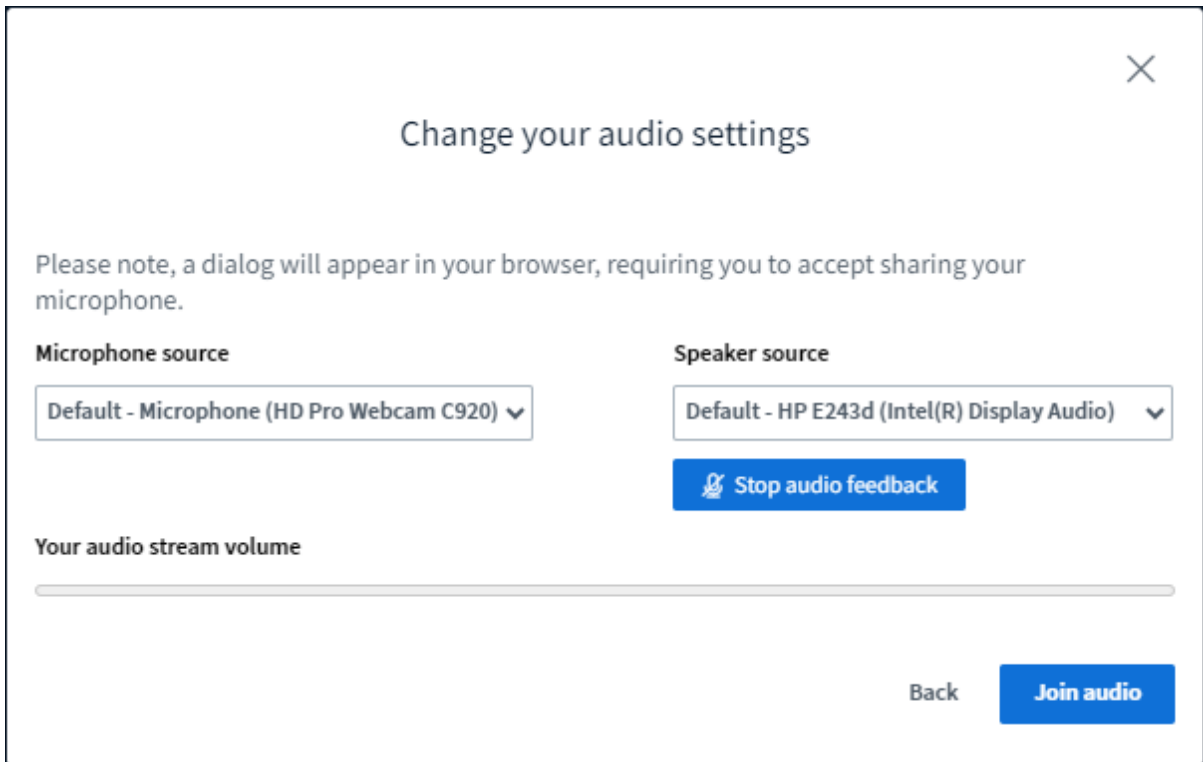 Change your audio settings
Please note, a dialog will appear in your browser, requiring you to accept sharing your
microphone.
Microphone source
Speaker source
Default - Microphone (HD Pro Webcam C920)
Default - HP E243d (Intel(R) Display Audio)
Stop audio feedback
Your audio stream volume
Back
Join audio